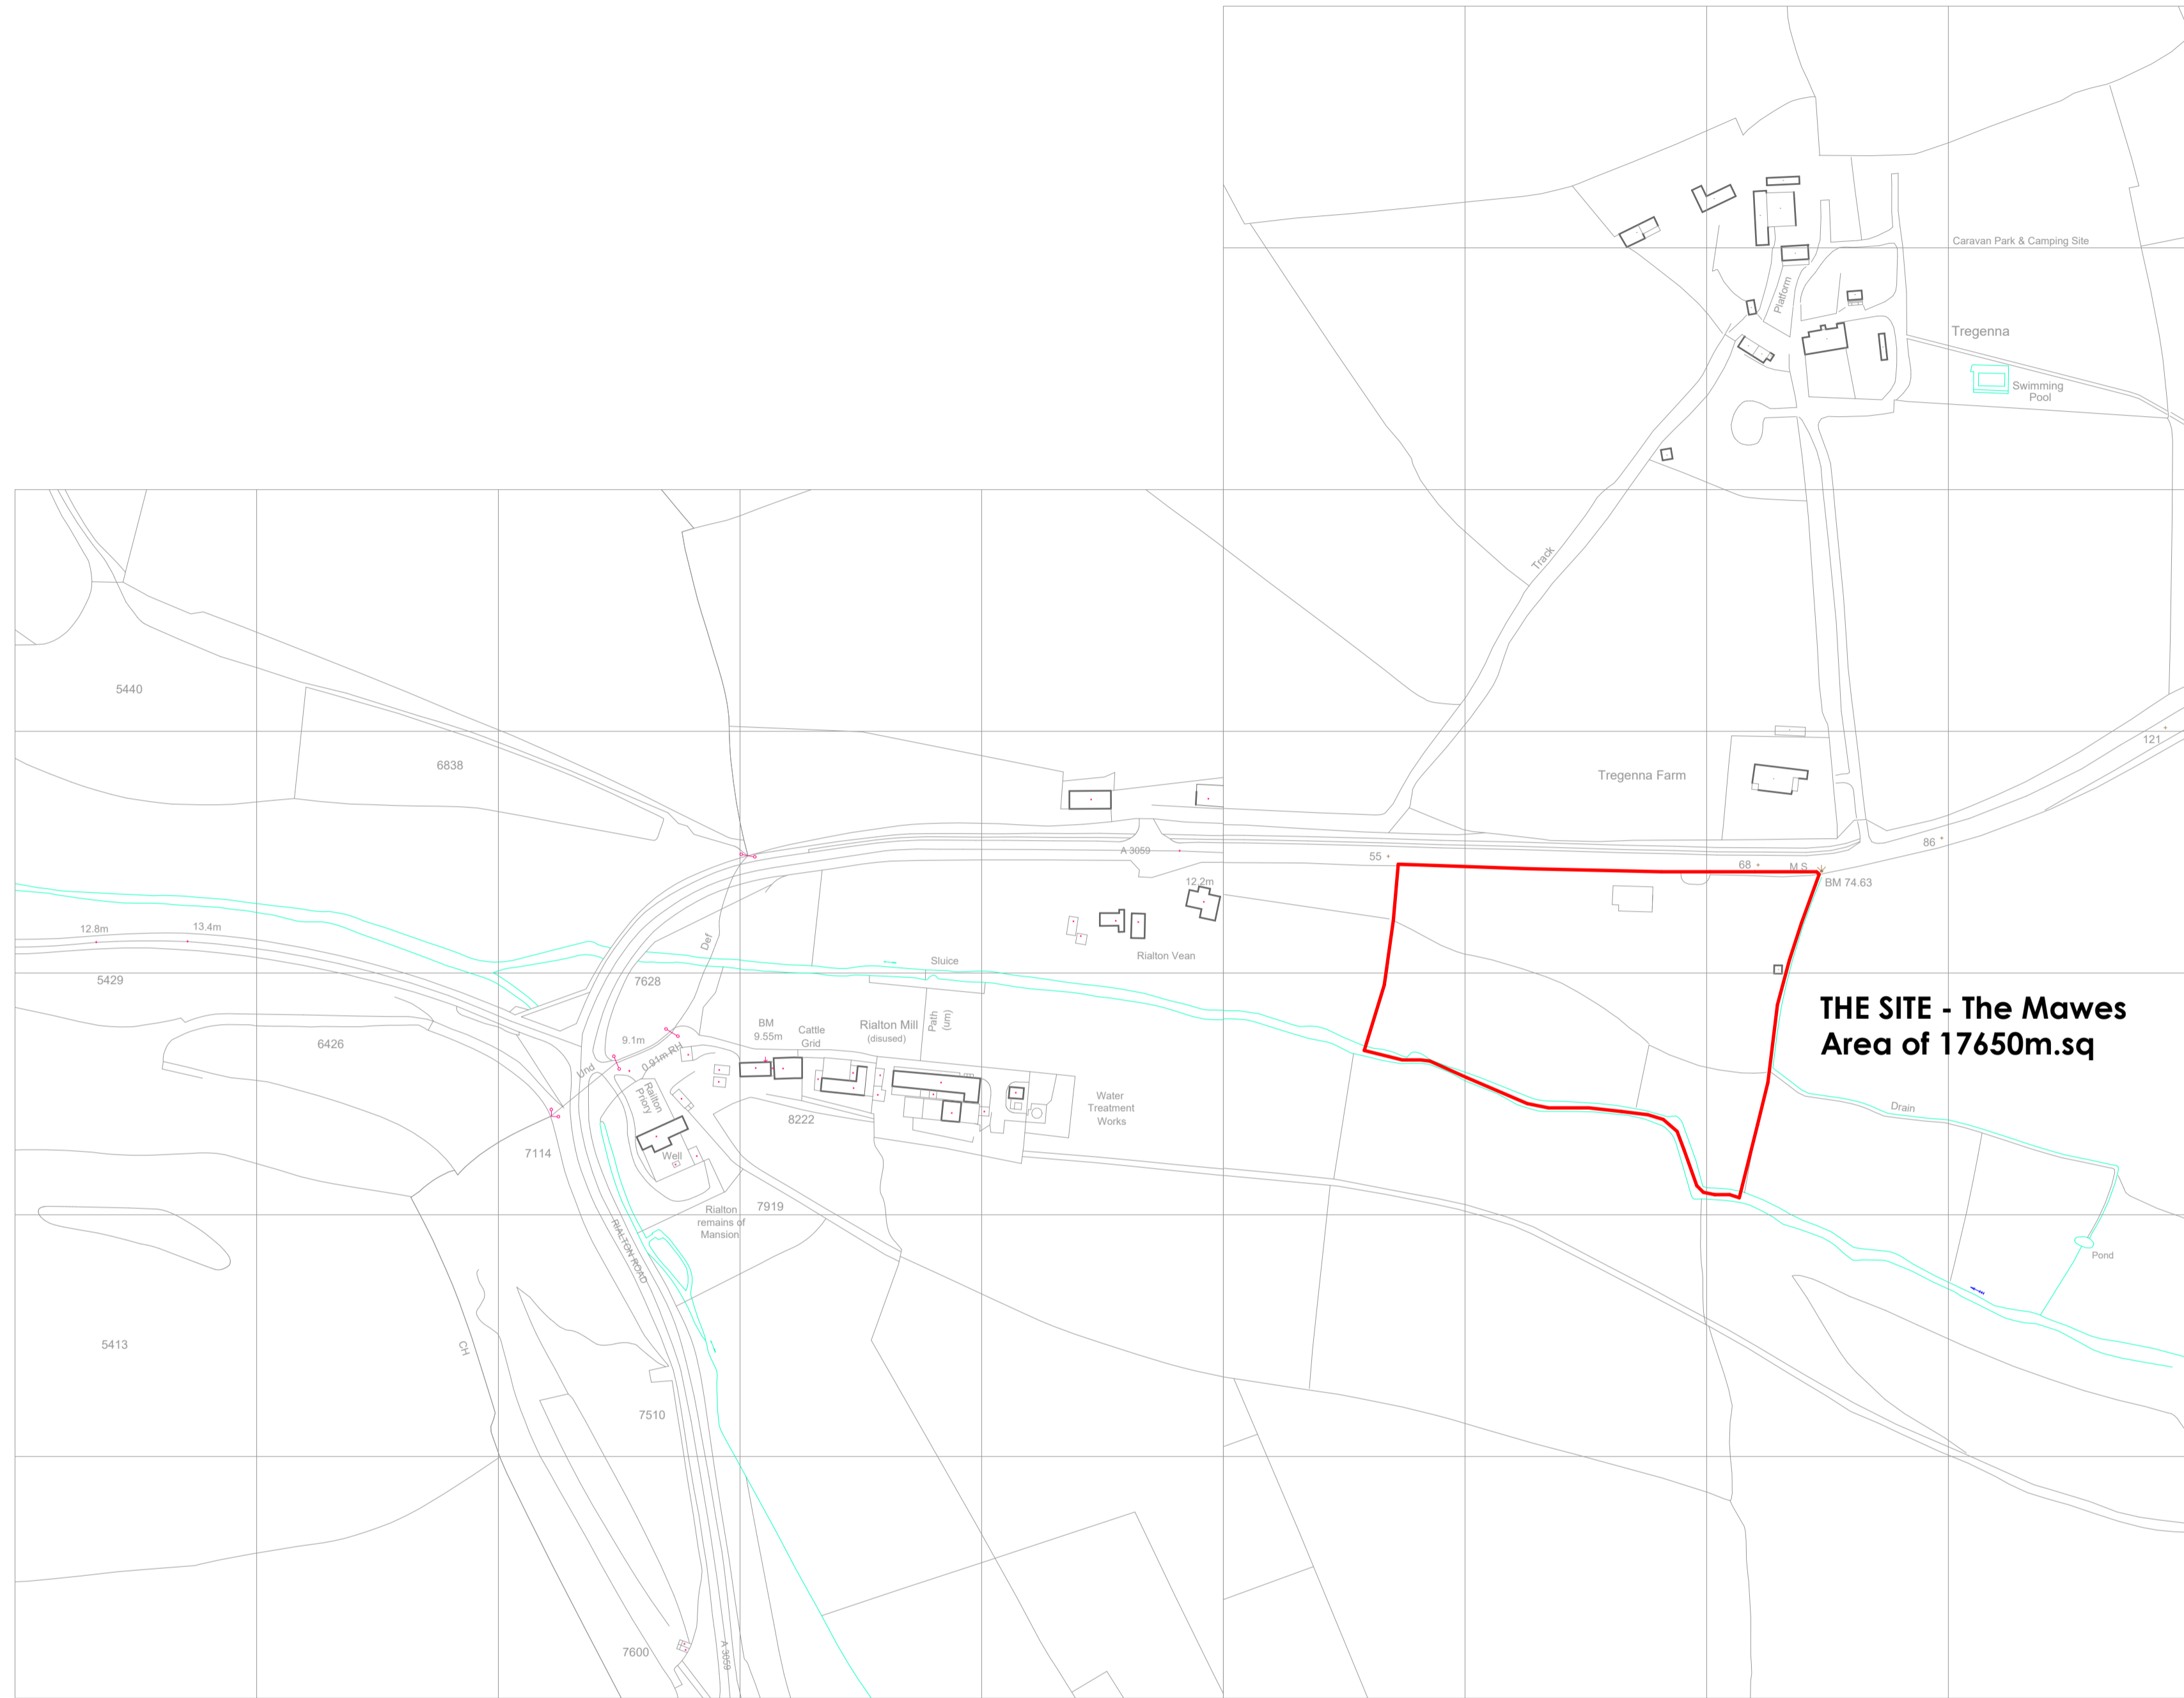 Caravan Park & Camping Site
Platform
Tregenna
Swimming
Pool
Track
5440
6838
Tregenna Farm
121
86
A 3059
55
68
M.S
BM 74.63
12.2m
12.8m
13.4m
Def
Rialton Vean
Sluice
5429
7628
THE SITE - The Mawes
Area of 17650m.sq
BM
9.55m
Cattle
Grid
Rialton Mill
(disused)
Path
(um)
6426
9.1m
0.91m RH
Und
Railton
Priory
Water
Treatment
Works
Drain
8222
7114
Well
7919
Rialton
remains of
Mansion
RIALTON ROAD
Pond
5413
CH
7510
7600
A 3059